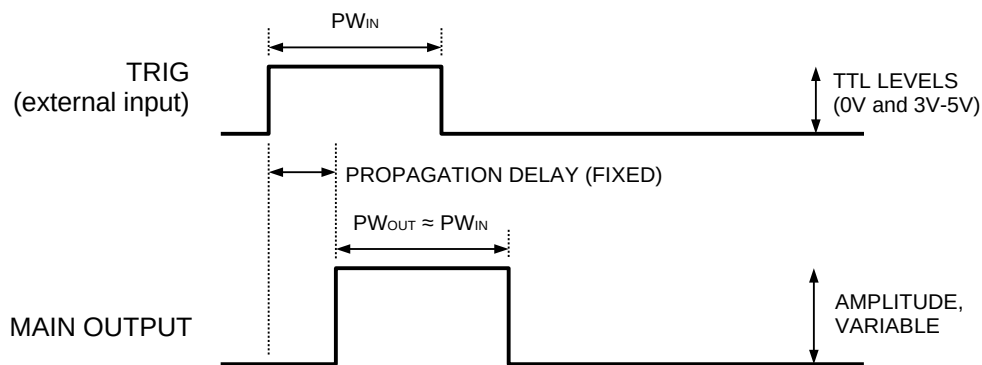 PWIN
TRIG
(external input)
TTL LEVELS
(0V and 3V-5V)
PROPAGATION DELAY (FIXED)
PWOUT ≈ PWIN
MAIN OUTPUT
AMPLITUDE,
VARIABLE